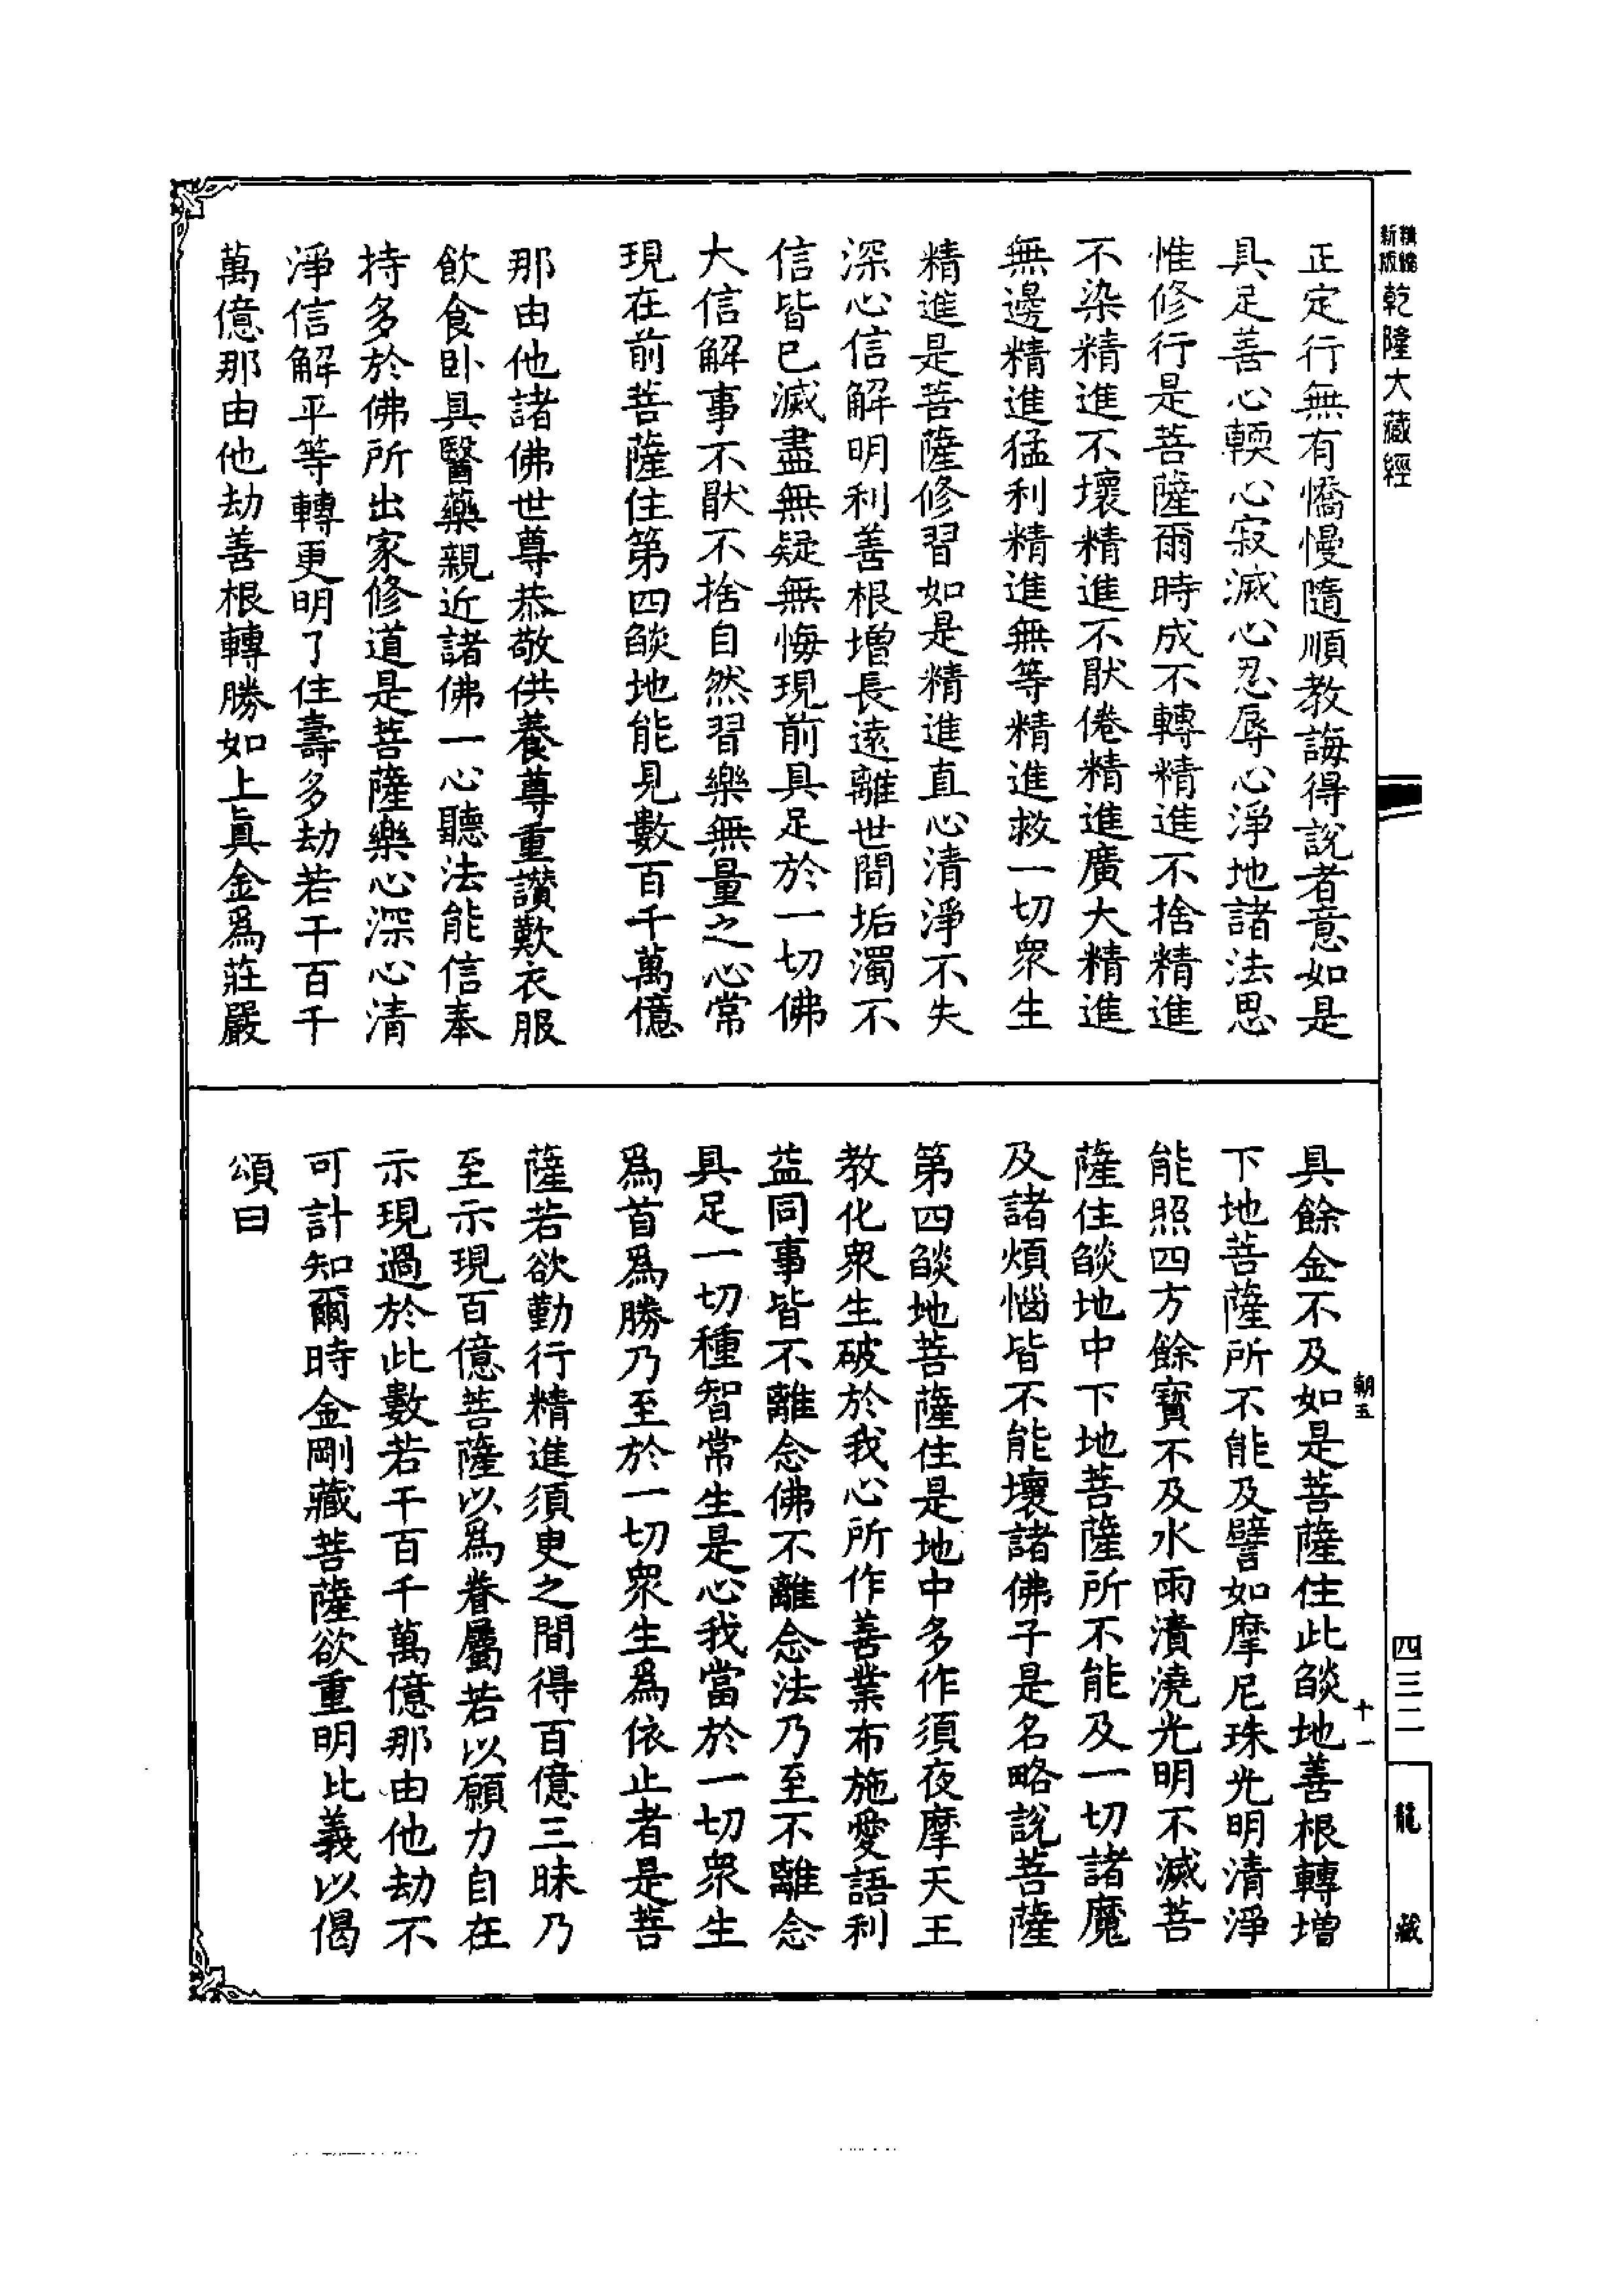 新版精縮乾隆大藏經
正定行無有憍慢隨順教誨得說者意如是
具足善心輭心寂滅心忍辱心淨地諸法思
惟修行是菩薩爾時成不轉精進不捨精進
不染精進不壞精進不猒倦精進廣大精進
無邊精進猛利精進無等精進救一切衆生
精進是菩薩修習如是精進直心清淨不失
深心信解明利善根增長遠離世間垢濁不
信皆已滅盡無疑無悔現前具足於一切佛
大信解事不猒不捨自然習樂無量之心常
現在前菩薩住第四燄地能見數百千萬億
那由他諸佛世尊恭敬供養尊重讚歎衣服
飲食卧具醫藥親近諸佛一心聽法能信奉
持多於佛所出家修道是菩薩樂心深心清
淨信解平等轉更明了住壽多劫若干百千
萬億那由他劫善根轉勝如上眞金爲莊嚴
具餘金不及如是菩薩住此燄地善根轉增
下地菩薩所不能及譬如摩尼珠光明清淨
能照四方餘寶不及水雨漬澆光明不滅菩
薩住燄地中下地菩薩所不能及一切諸魔
及諸煩惱皆不能壞諸佛子是名略說菩薩
第四燄地菩薩住是地中多作須夜摩天王
教化衆生破於我心所作善業布施愛語利
益同事皆不離念佛不離念法乃至不離念
具足一切種智常生是心我當於一切衆生
爲首爲勝乃至於一切衆生爲依止者是菩
薩若欲勤行精進須臾之間得百億三昧乃
至示現百億菩薩以爲眷屬若以願力自在
示現過於此數若干百千萬億那由他劫不
可計知爾時金剛藏菩薩欲重明比義以偈
頌曰
朝五
十一
四三二
龍藏